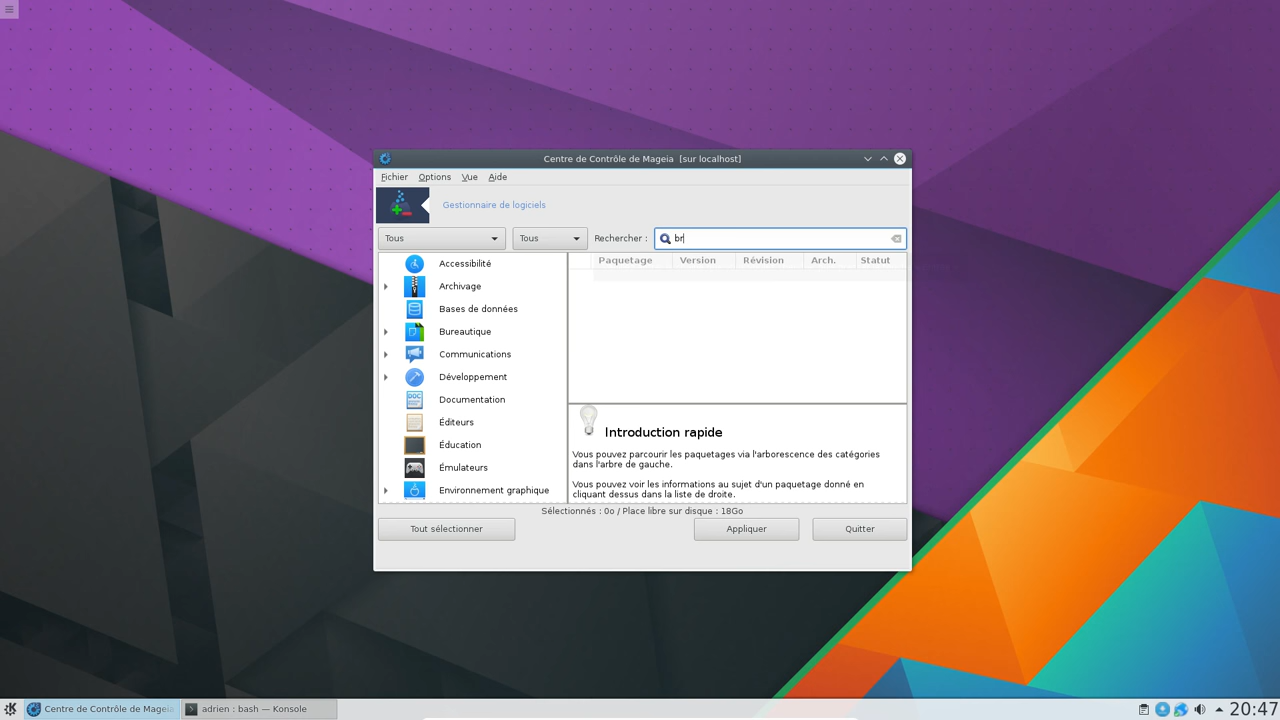 Centre de Contrôle de Mageia [sur localhost]
Fichier Options Vue Aide
Gestionnaire de logiciels
Tous Tous Rechercher : br
Accessibilité
Archivage
Bases de données
Bureautique
Communications
Développement
Documentation
Éditeurs
Éducation
Émulateurs
Environnement graphique
Paquetage Version Révision Arch. Statut
Introduction rapide
Vous pouvez parcourir les paquetages via l'arborescence des catégories
dans l'arbre de gauche.
Vous pouvez voir les informations au sujet d'un paquetage donné en
cliquant dessus dans la liste de droite.
Sélectionnés : 0o / Place libre sur disque : 18Go
Tout sélectionner Appliquer Quitter
Centre de Contrôle de Mageia adrien : bash — Konsole 20:47